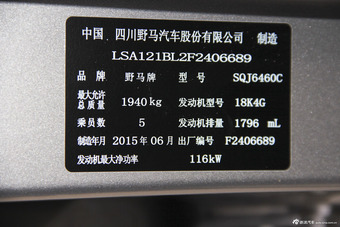 中国 四川野马汽车股份有限公司 制造
LSA121BL2F2406689
品牌 野马牌 型号 SQJ6460C
最大允许总质量 1940kg 发动机型号 18K4G
乘员数 5 发动机排量 1796 mL
制造年月 2015年06月 出厂编号 F2406689
发动机最大净功率 116kW